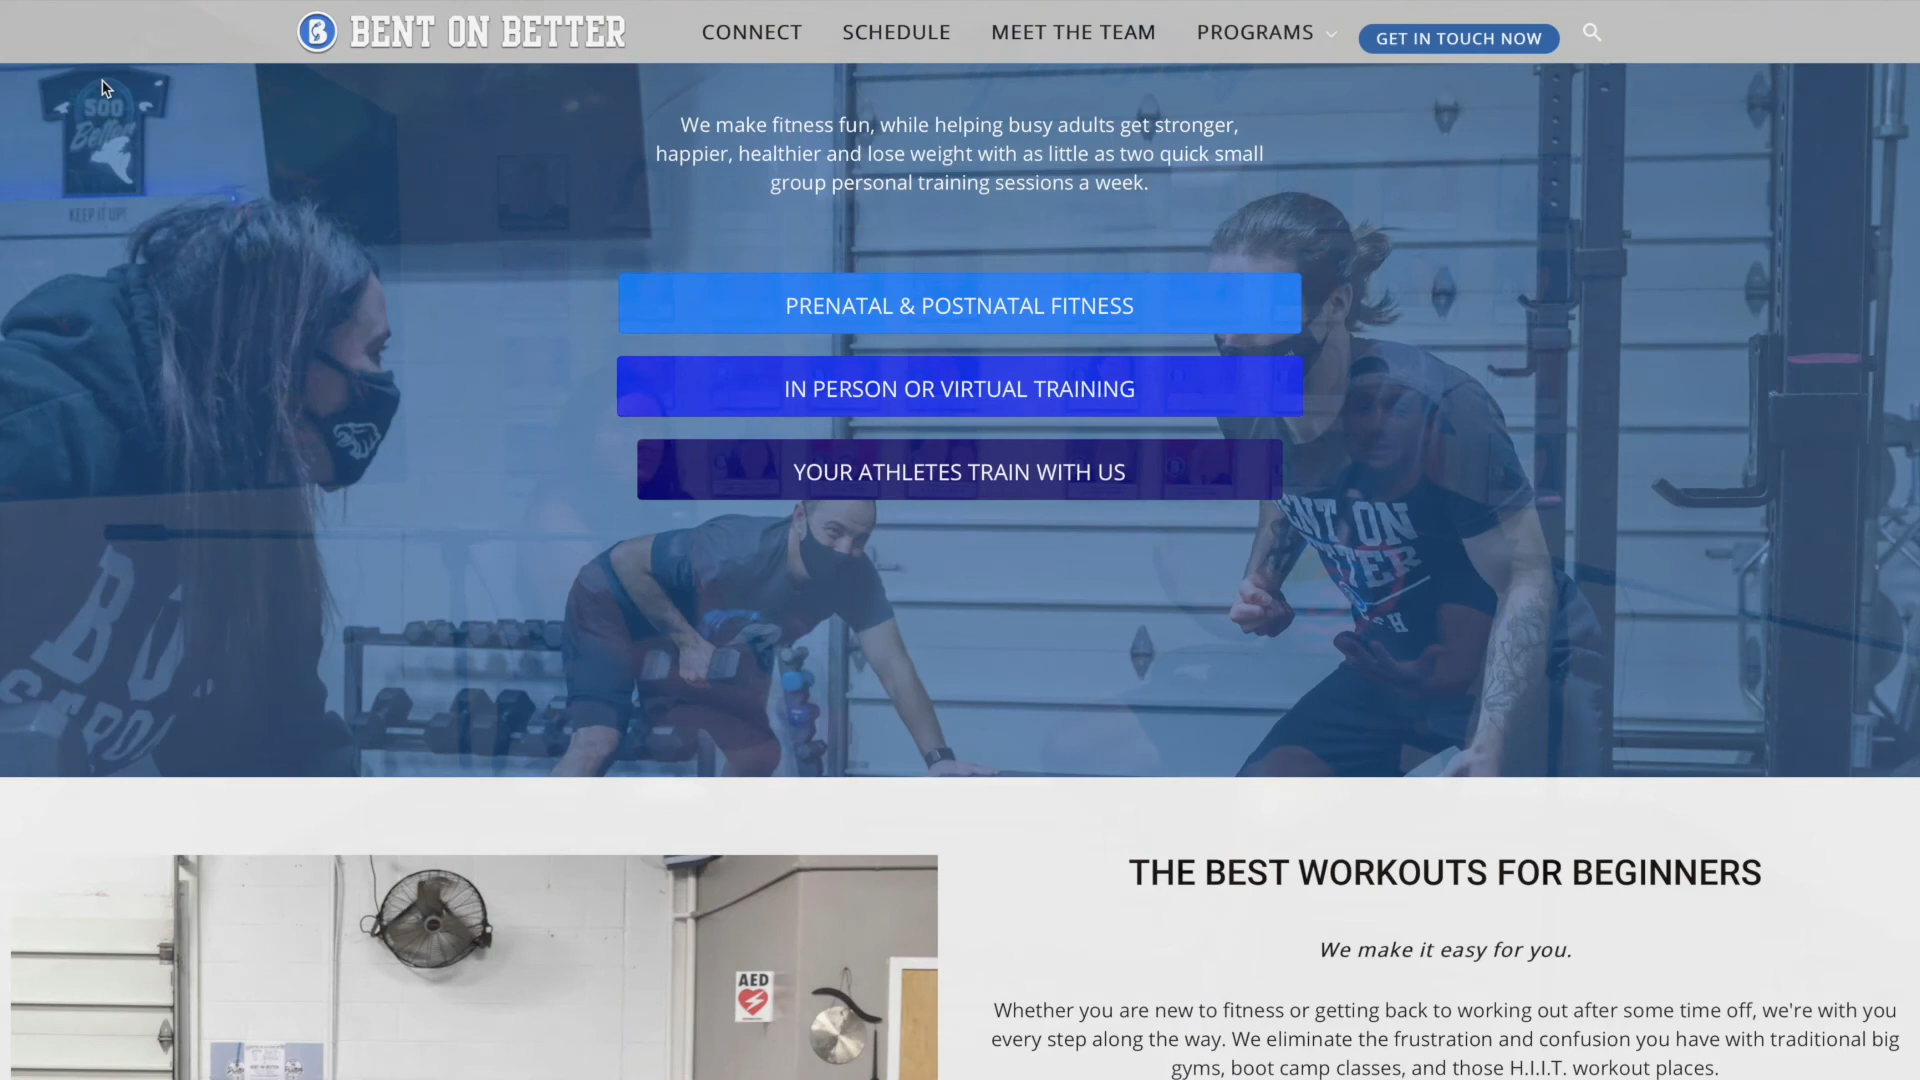 BENT ON BETTER
CONNECT
SCHEDULE
MEET THE TEAM
PROGRAMS
GET IN TOUCH NOW
500
Better
KEEP IT UP!
We make fitness fun, while helping busy adults get stronger,
happier, healthier and lose weight with as little as two quick small
group personal training sessions a week.
PRENATAL & POSTNATAL FITNESS
IN PERSON OR VIRTUAL TRAINING
YOUR ATHLETES TRAIN WITH US
THE BEST WORKOUTS FOR BEGINNERS
We make it easy for you.
AED
Whether you are new to fitness or getting back to working out after some time off, we're with you
every step along the way. We eliminate the frustration and confusion you have with traditional big
gyms, boot camp classes, and those H.I.I.T. workout places.